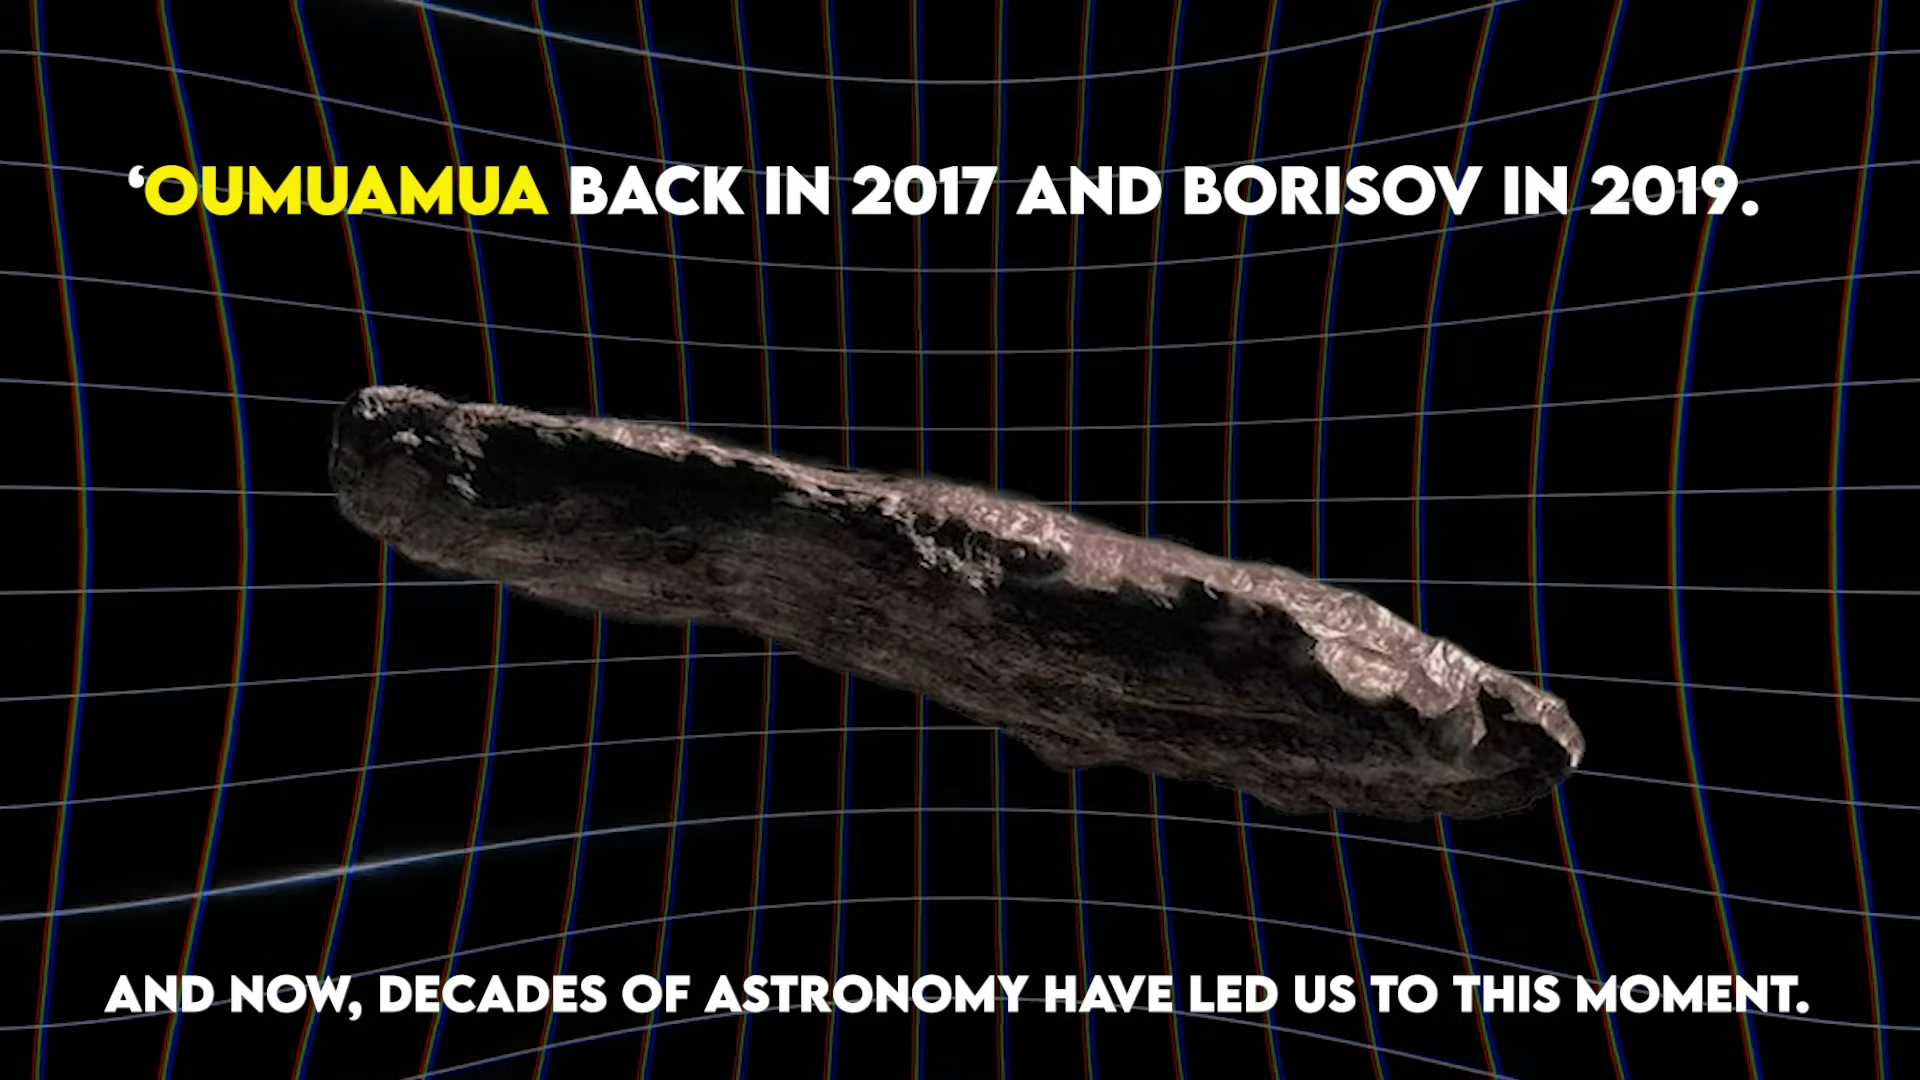 ‘OUMUAMUA BACK IN 2017 AND BORISOV IN 2019.
AND NOW, DECADES OF ASTRONOMY HAVE LED US TO THIS MOMENT.